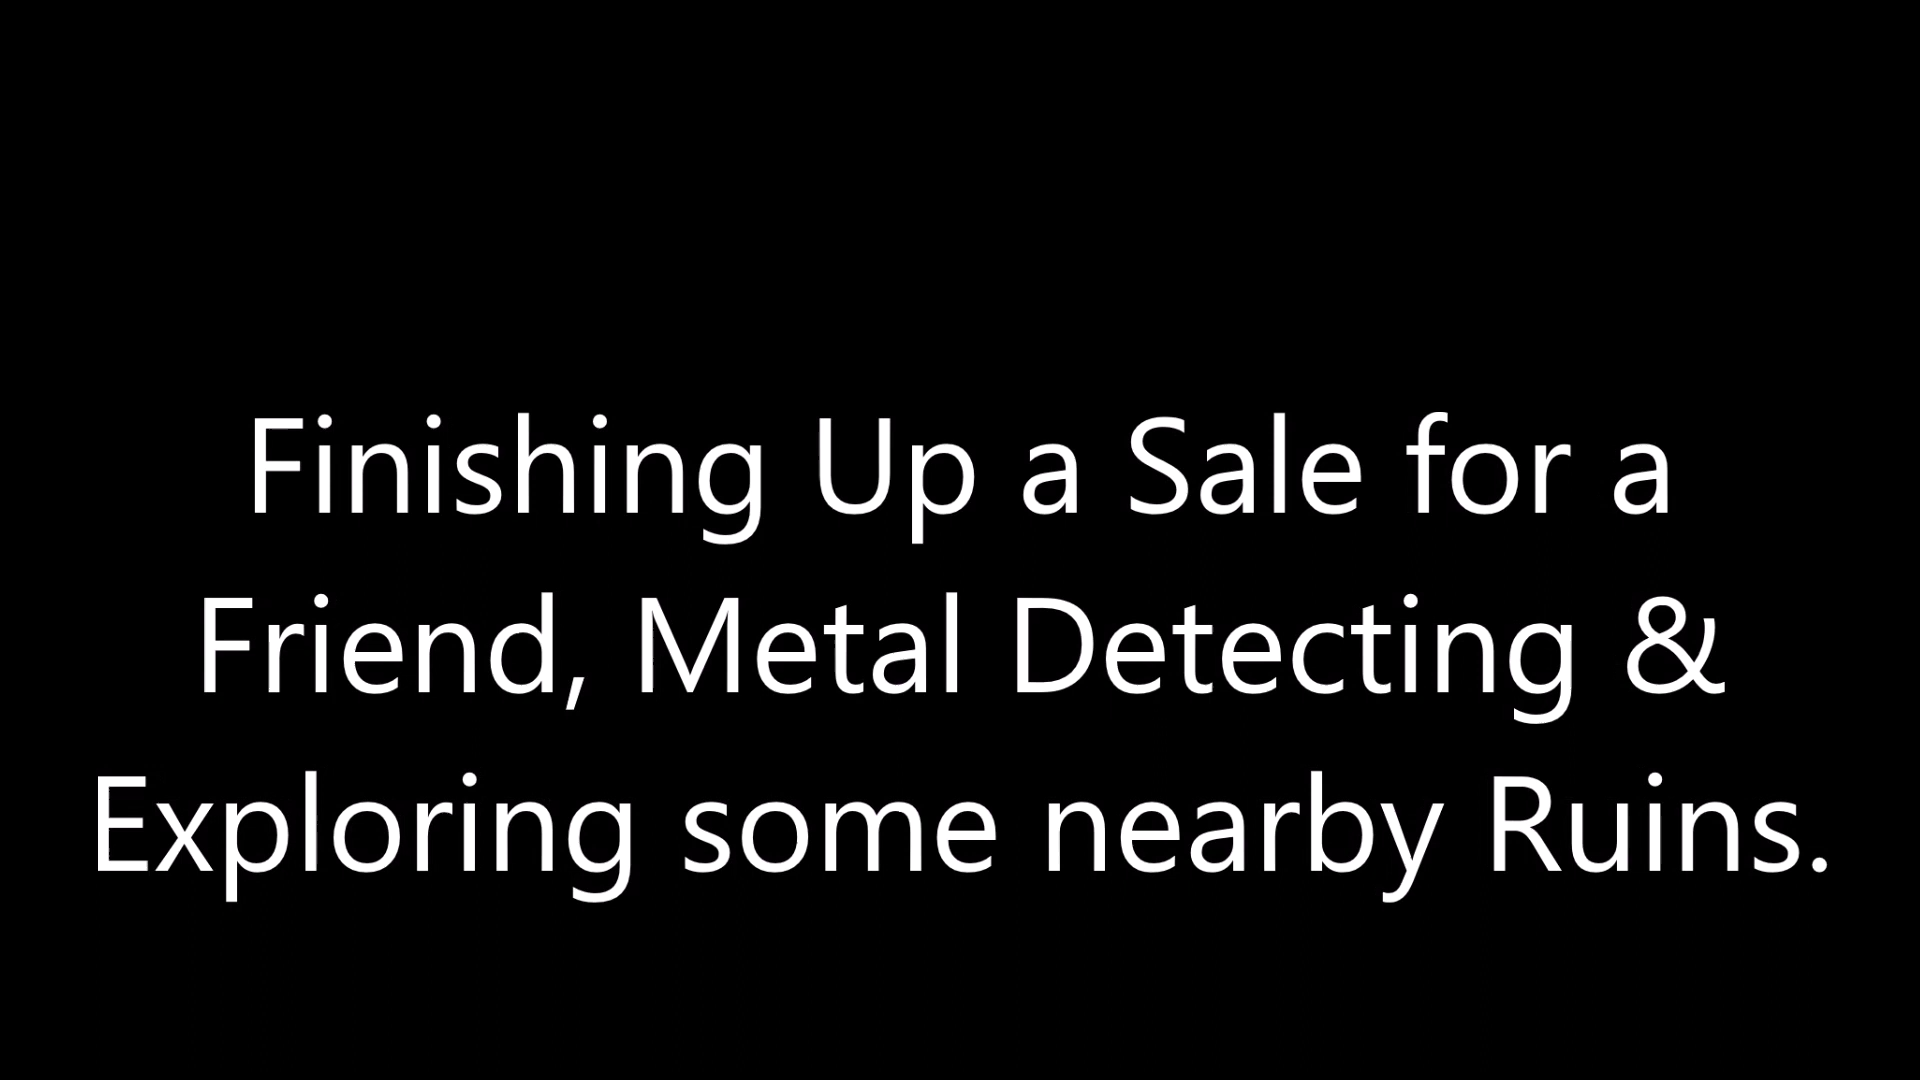 Finishing Up a Sale for a
Friend, Metal Detecting &
Exploring some nearby Ruins.